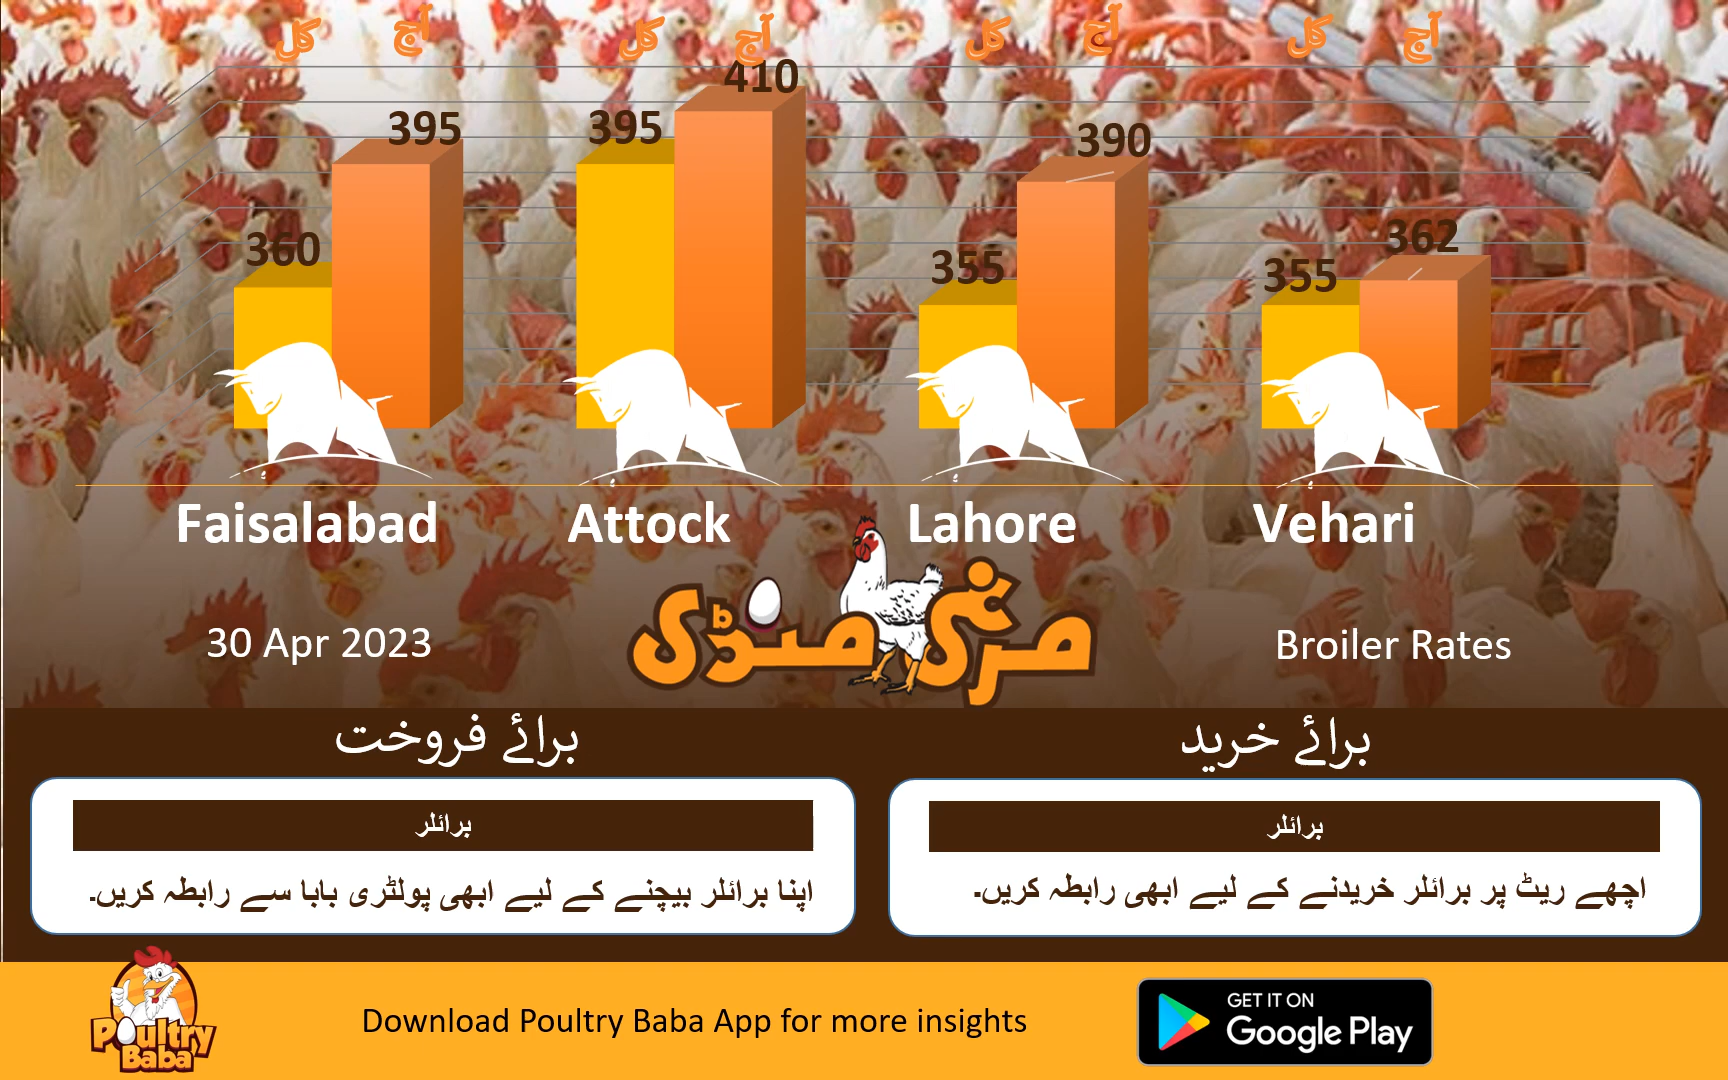 کل آج کل آج کل آج کل آج
410
395 395 390
360 355 355 362
Faisalabad Attock Lahore Vehari
30 Apr 2023
مرغی منڈی
Broiler Rates
برائے فروخت
برائے خرید
برائلر
اپنا برائلر بیچنے کے لیے ابھی پولٹری بابا سے رابطہ کریں۔
برائلر
اچھے ریٹ پر برائلر خریدنے کے لیے ابھی رابطہ کریں۔
Poultry
Baba
Download Poultry Baba App for more insights
GET IT ON
Google Play